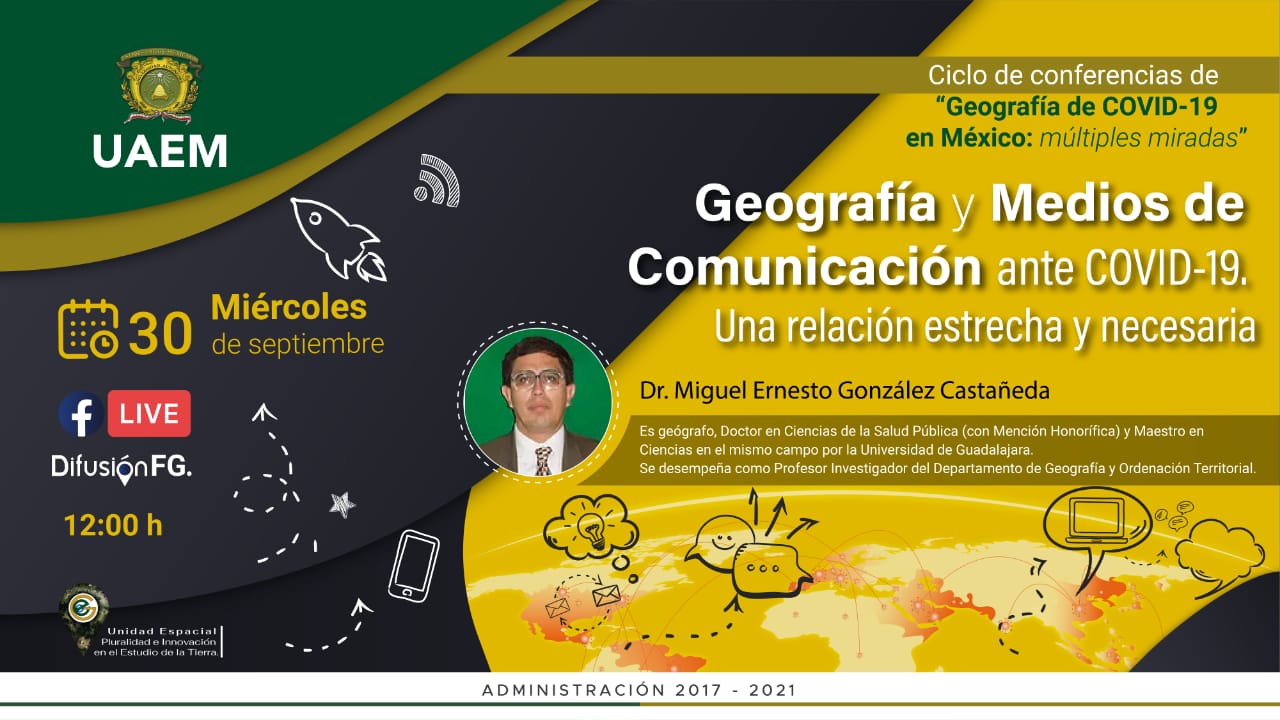 UAEM
Ciclo de conferencias de
“Geografía de COVID-19
en México: múltiples miradas”
Geografía y Medios de
Comunicación ante COVID-19.
Una relación estrecha y necesaria
30
Miércoles
de septiembre
LIVE
DifusiónFG.
12:00 h
Dr. Miguel Ernesto González Castañeda
Es geógrafo, Doctor en Ciencias de la Salud Pública (con Mención Honorífica) y Maestro en
Ciencias en el mismo campo por la Universidad de Guadalajara.
Se desempeña como Profesor Investigador del Departamento de Geografía y Ordenación Territorial.
Unidad Espacial
Pluralidad e Innovación
en el Estudio de la Tierra.
ADMINISTRACIÓN 2017 - 2021